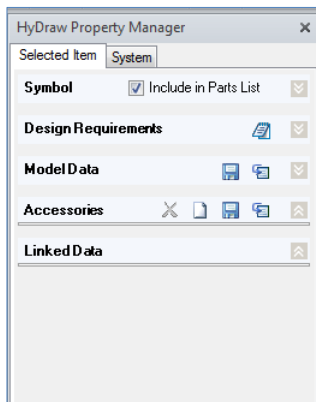 HyDraw Property Manager
Selected Item System
Symbol Include in Parts List
Design Requirements
Model Data
Accessories
Linked Data